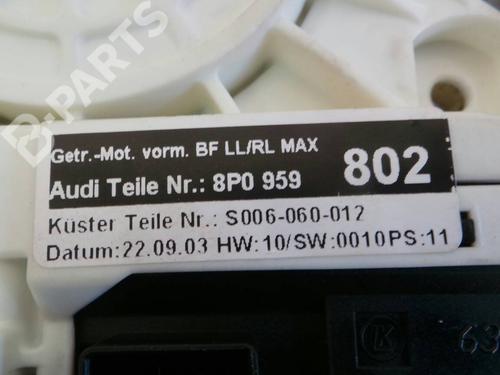 B-PARTS
Getr.-Mot. vorm. BF LL/RL MAX
802
Audi Teile Nr.: 8P0 959
Küster Teile Nr.: S006-060-012
Datum:22.09.03 HW:10/SW:0010PS:11
K
63